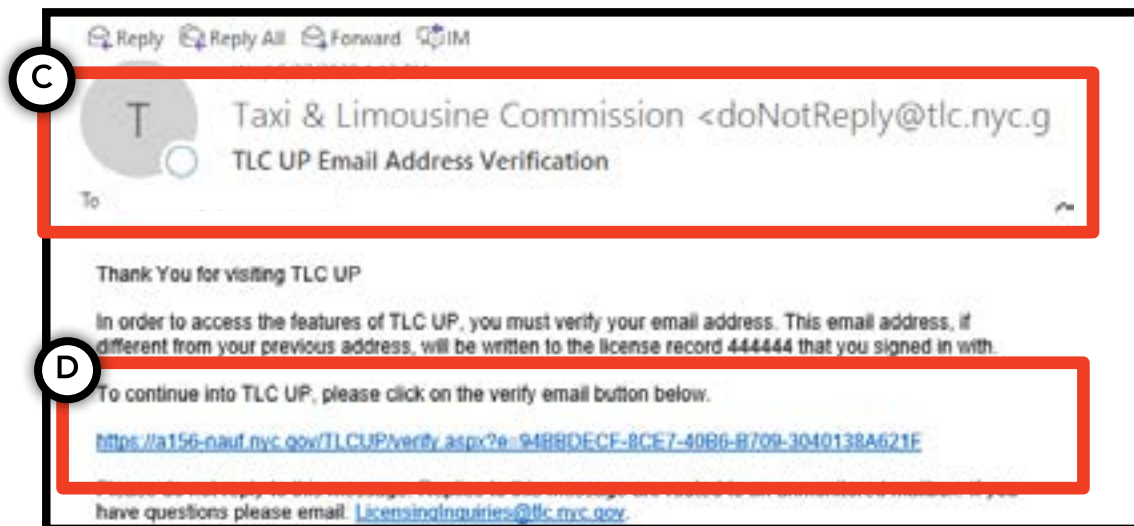 Reply Reply All Forward IM
C
T
Taxi & Limousine Commission <doNotReply@tlc.nyc.g
TLC UP Email Address Verification
To
Thank You for visiting TLC UP
In order to access the features of TLC UP, you must verify your email address. This email address, if
different from your previous address, will be written to the license record 444444 that you signed in with.
D
To continue into TLC UP, please click on the verify email button below.
https://a156-nauf.nyc.gov/TLCUP/verify.aspx?e=94BBDECF-8CE7-40B6-B709-3040138A621F
have questions please email: LicensingInquiries@tlc.nyc.gov.